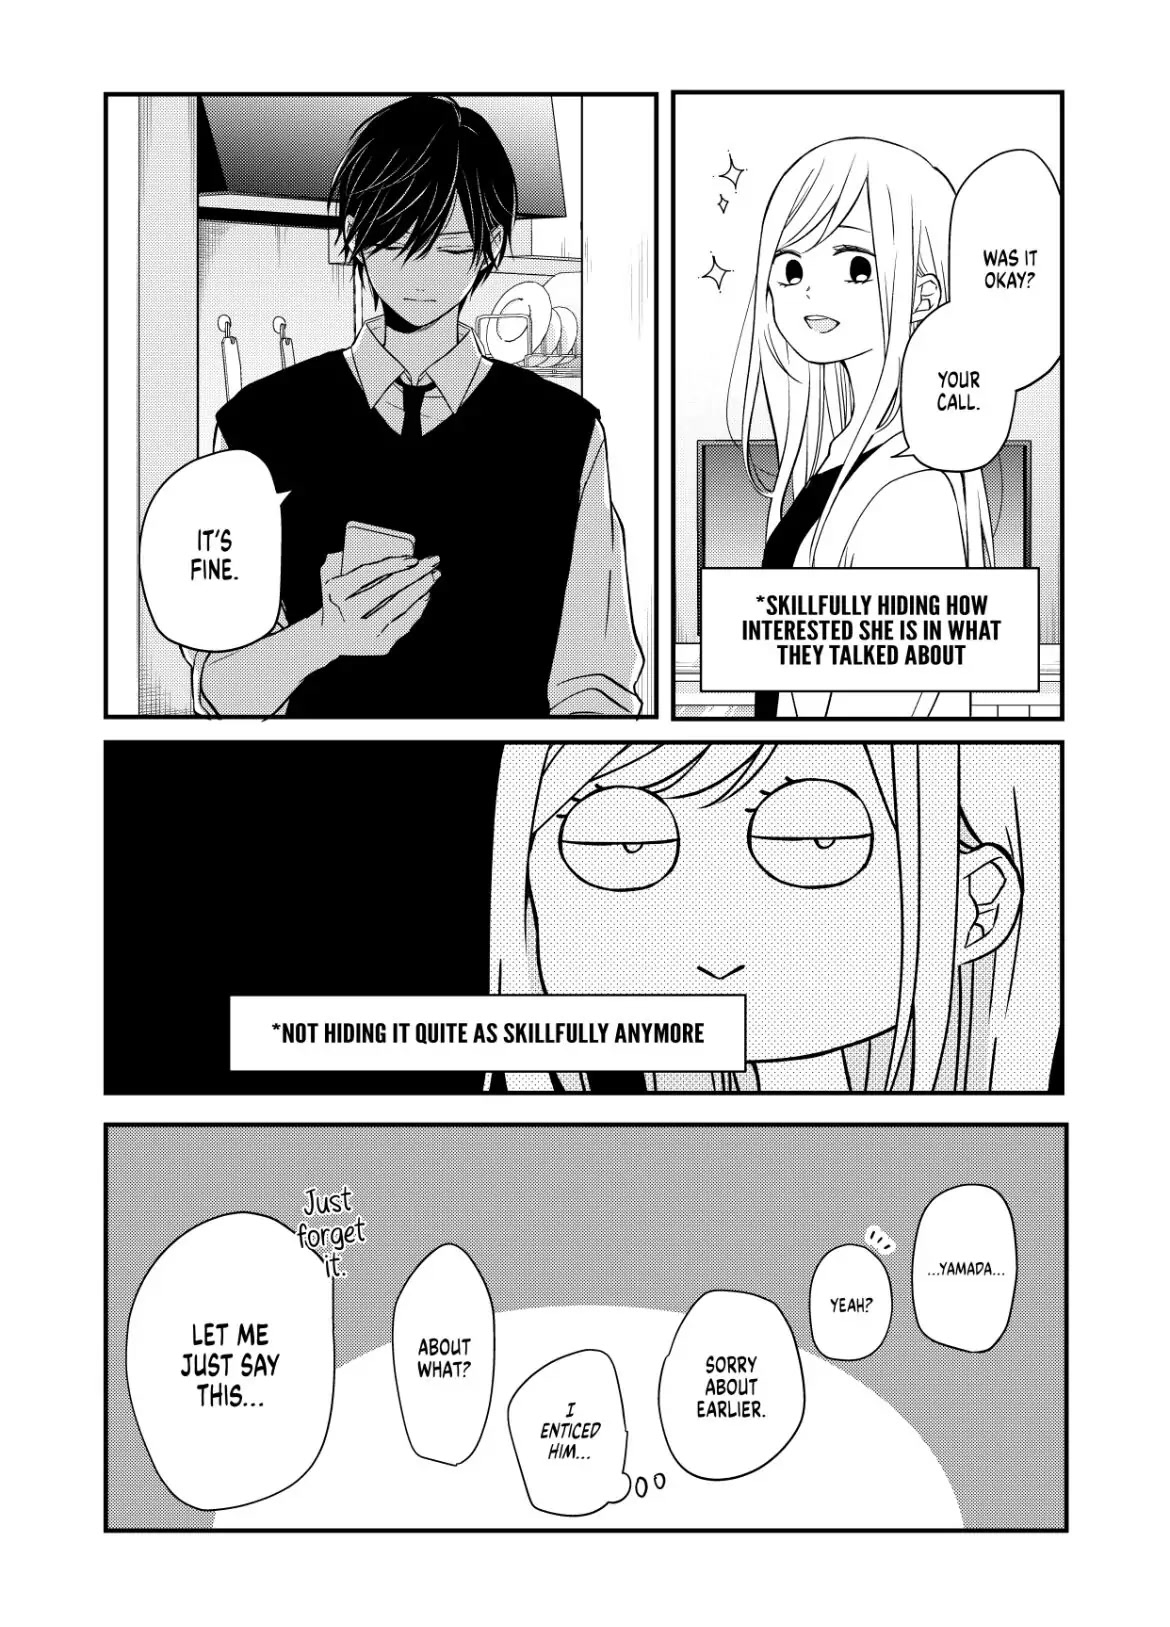 WAS IT
OKAY?
YOUR
CALL.
*SKILLFULLY HIDING HOW
INTERESTED SHE IS IN WHAT
THEY TALKED ABOUT
IT'S
FINE.
*NOT HIDING IT QUITE AS SKILLFULLY ANYMORE
...YAMADA...
YEAH?
SORRY
ABOUT
EARLIER.
I
ENTICED
HIM...
ABOUT
WHAT?
Just
forget
it.
LET ME
JUST SAY
THIS...